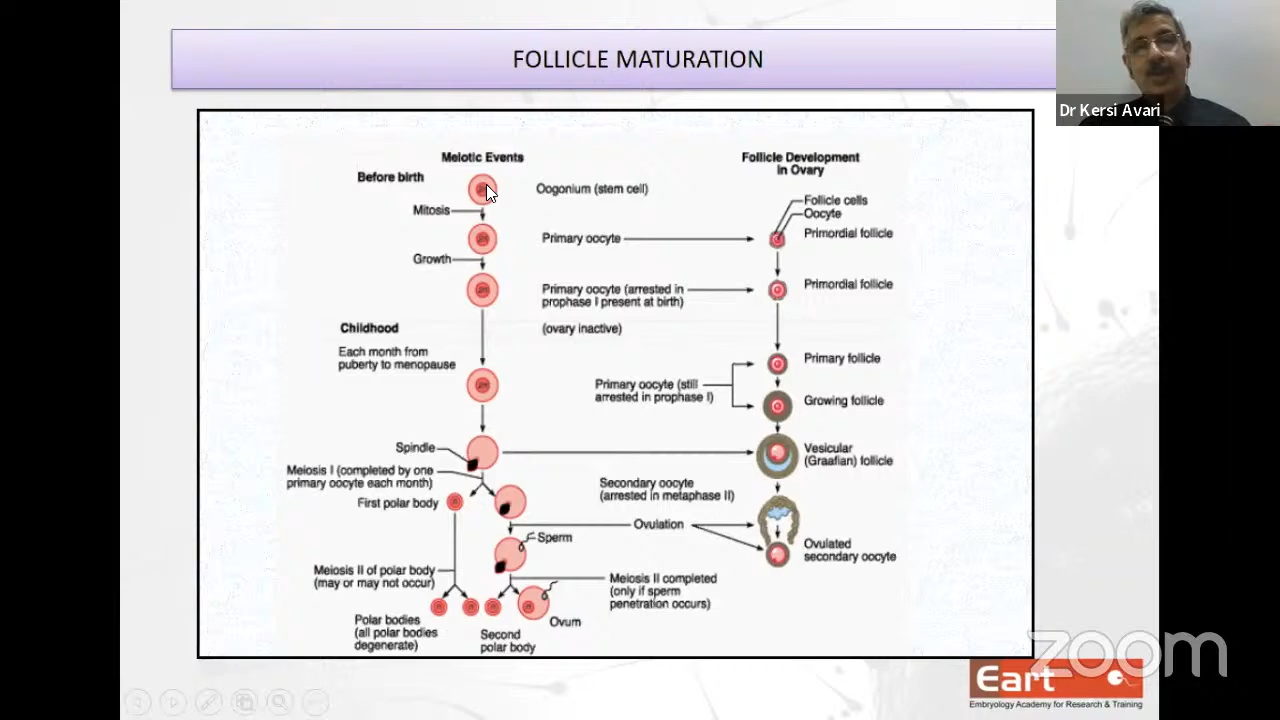 FOLLICLE MATURATION
Dr Kersi Avari
Meiotic Events
Follicle Development
in Ovary
Before birth
Oogonium (stem cell)
Mitosis
Follicle cells
Oocyte
Primary oocyte
Primordial follicle
Growth
Primary oocyte (arrested in
prophase I present at birth)
Primordial follicle
Childhood
(ovary inactive)
Each month from
puberty to menopause
Primary follicle
Primary oocyte (still
arrested in prophase I)
Growing follicle
Spindle
Vesicular
(Graafian) follicle
Meiosis I (completed by one
primary oocyte each month)
Secondary oocyte
(arrested in metaphase II)
First polar body
Ovulation
Sperm
Ovulated
secondary oocyte
Meiosis II of polar body
(may or may not occur)
Meiosis II completed
(only if sperm
penetration occurs)
Polar bodies
(all polar bodies
degenerate)
Second
polar body
Ovum
zoom
Eart
Embryology Academy for Research & Training